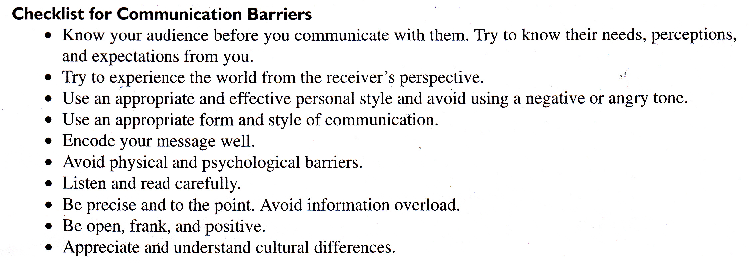 Checklist for Communication Barriers
• Know your audience before you communicate with them. Try to know their needs, perceptions,
and expectations from you.
• Try to experience the world from the receiver's perspective.
• Use an appropriate and effective personal style and avoid using a negative or angry tone.
• Use an appropriate form and style of communication.
• Encode your message well.
• Avoid physical and psychological barriers.
• Listen and read carefully.
• Be precise and to the point. Avoid information overload.
• Be open, frank, and positive.
• Appreciate and understand cultural differences.